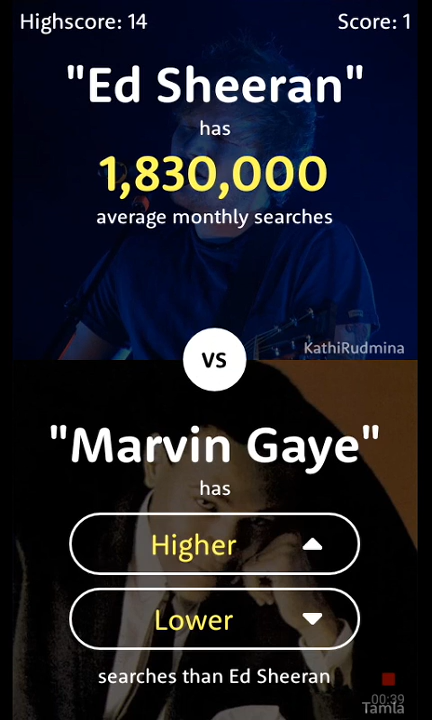 Highscore: 14
Score: 1
"Ed Sheeran"
has
1,830,000
average monthly searches
KathiRudmina
VS
"Marvin Gaye"
has
Higher
Lower
searches than Ed Sheeran
00:39
Tamla